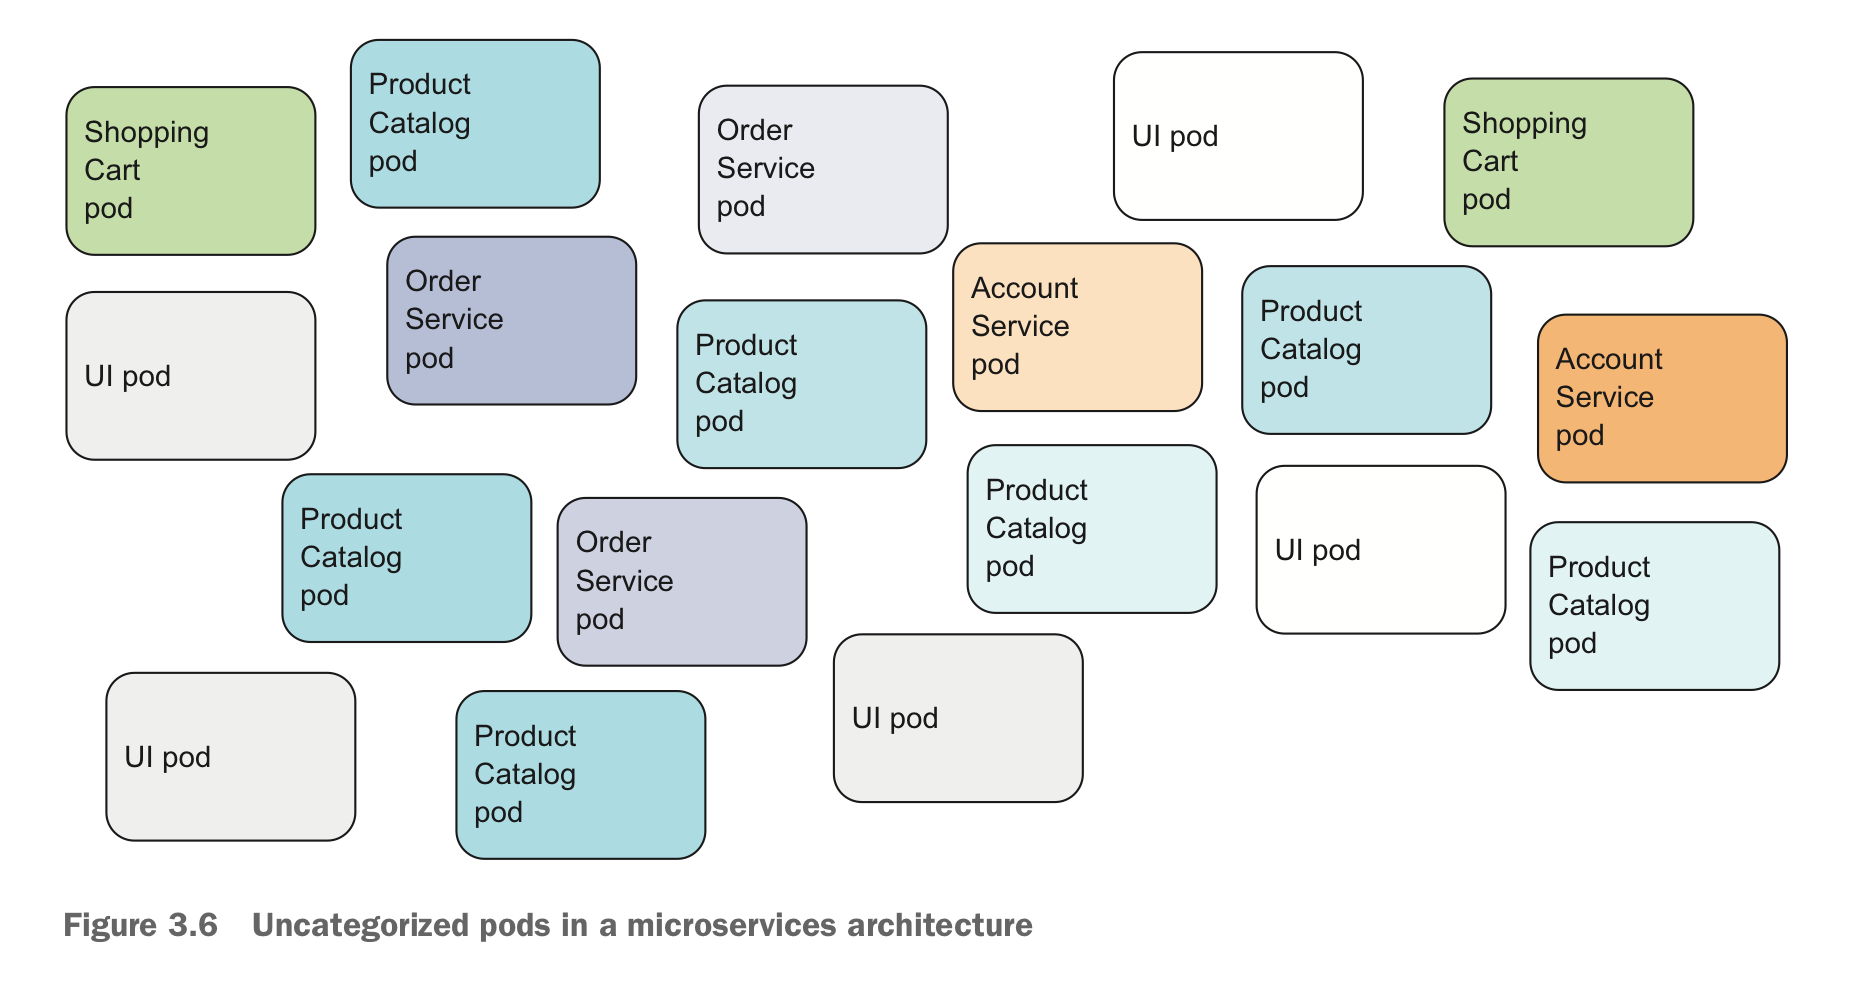 Shopping
Cart
pod
Product
Catalog
pod
Order
Service
pod
UI pod
Shopping
Cart
pod
UI pod
Order
Service
pod
Product
Catalog
pod
Account
Service
pod
Product
Catalog
pod
Account
Service
pod
Product
Catalog
pod
Order
Service
pod
Product
Catalog
pod
UI pod
Product
Catalog
pod
UI pod
Product
Catalog
pod
UI pod
Figure 3.6 Uncategorized pods in a microservices architecture